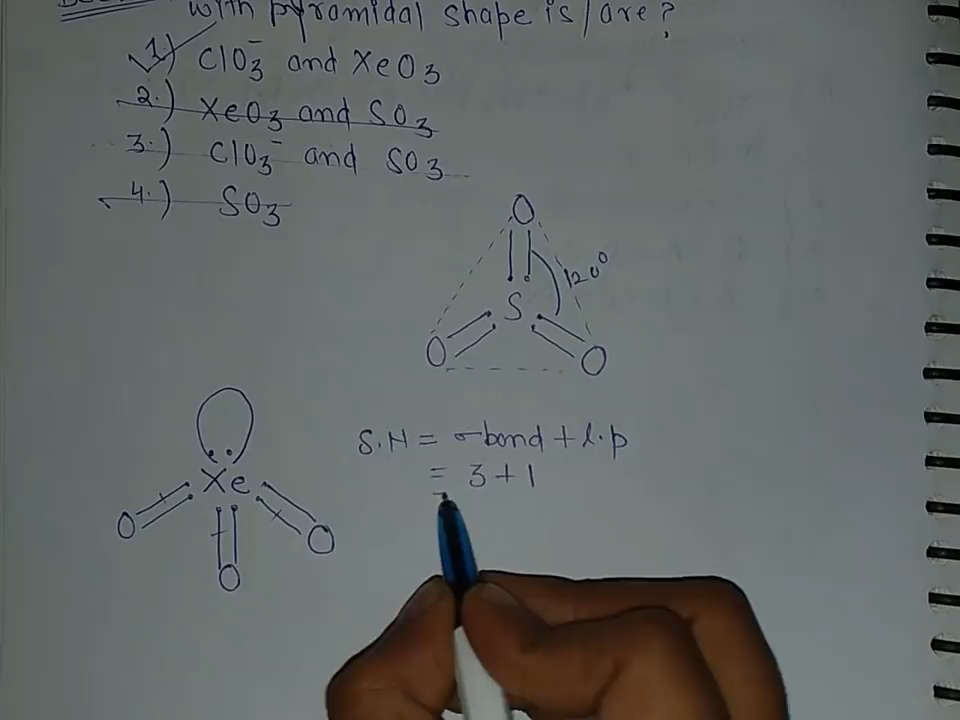 with pyramidal shape is/are?
1.) ClO3⁻ and XeO3
2.) XeO3 and SO3
3.) ClO3⁻ and SO3
4.) SO3
O
120°
S
O O
S.N = σ bond + l.p
= 3+1
Xe
O O
O